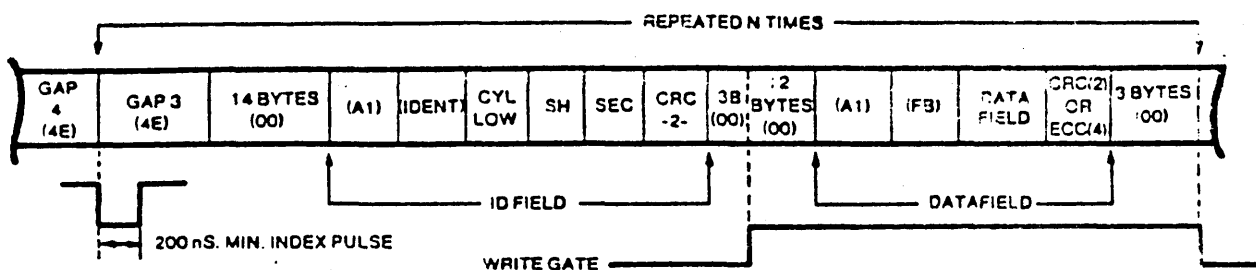 REPEATED N TIMES
GAP 4 (4E)
GAP 3 (4E)
14 BYTES (00)
(A1)
(IDENT)
CYL LOW
SH
SEC
CRC -2-
3B (00)
12 BYTES (00)
(A1)
(FB)
DATA FIELD
CRC(2) OR ECC(4)
3 BYTES (00)
ID FIELD
DATA FIELD
200 nS. MIN. INDEX PULSE
WRITE GATE